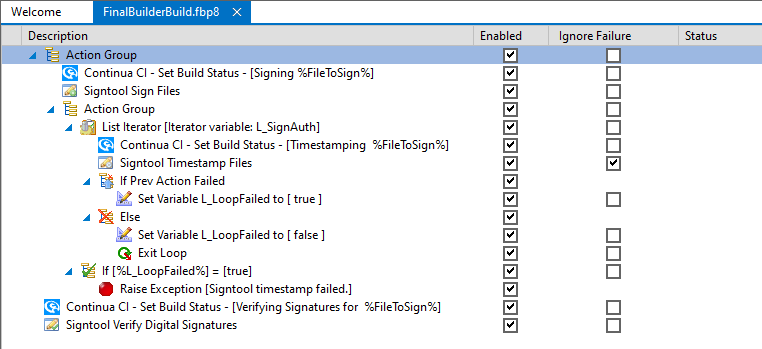 Welcome FinalBuilderBuild.fbp8 ×
Description Enabled Ignore Failure Status
Action Group
Continua CI - Set Build Status - [Signing %FileToSign%]
Signtool Sign Files
Action Group
List Iterator [Iterator variable: L_SignAuth]
Continua CI - Set Build Status - [Timestamping  %FileToSign%]
Signtool Timestamp Files
If Prev Action Failed
Set Variable L_LoopFailed to [ true ]
Else
Set Variable L_LoopFailed to [ false ]
Exit Loop
If [%L_LoopFailed%] = [true]
Raise Exception [Signtool timestamp failed.]
Continua CI - Set Build Status - [Verifying Signatures for  %FileToSign%]
Signtool Verify Digital Signatures